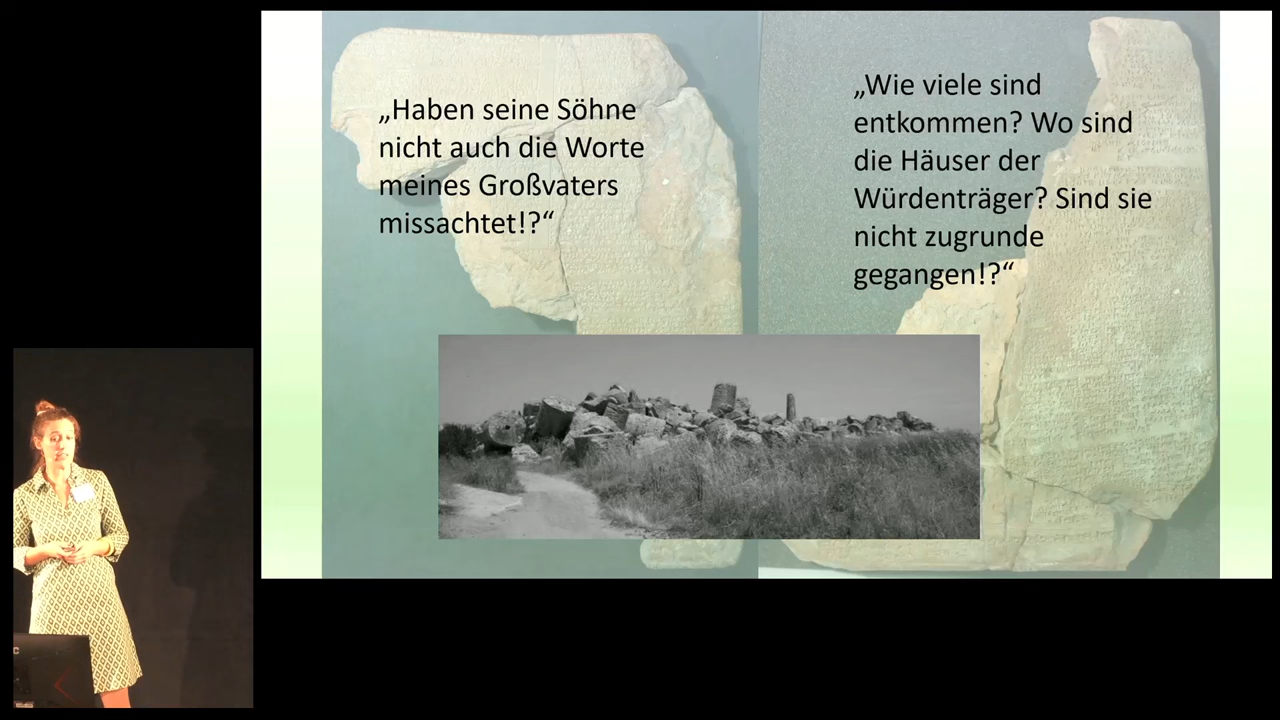 „Haben seine Söhne
nicht auch die Worte
meines Großvaters
missachtet!?“
„Wie viele sind
entkommen? Wo sind
die Häuser der
Würdenträger? Sind sie
nicht zugrunde
gegangen!?“